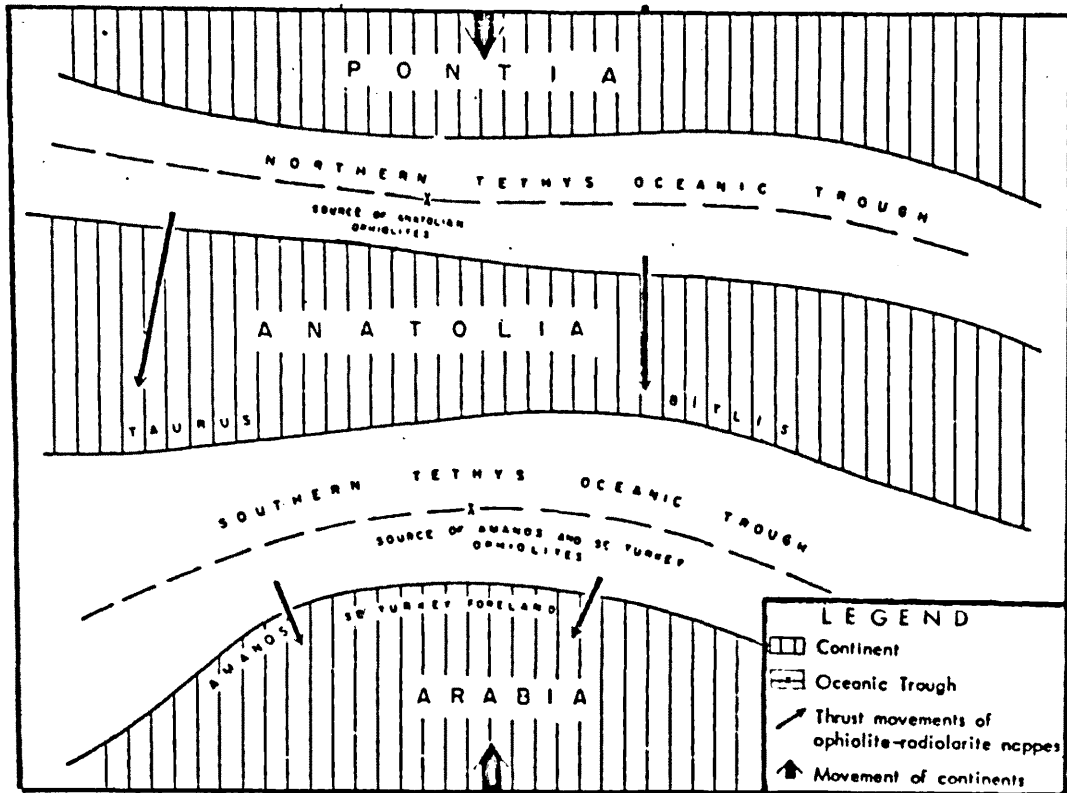 PONTIA
NORTHERN TETHYS OCEANIC TROUGH
SOURCE OF ANATOLIAN
OPHIOLITES
ANATOLIA
TAURUS
BITLIS
SOUTHERN TETHYS OCEANIC TROUGH
SOURCE OF AMANOS AND SE TURKEY
OPHIOLITES
SE TURKEY FORELAND
AMANOS
ARABIA
LEGEND
Continent
Oceanic Trough
Thrust movements of
ophiolite-radiolarite nappes
Movement of continents